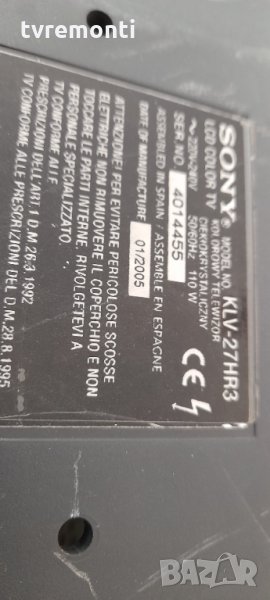 tvremonti
SONY® MODEL NO. KLV-27HR3
LCD COLOR TV KOLOROWY TELEWIZOR
CIEKŁOKRYSTALICZNY
~ 220-240V 50/60Hz 110 W
SER.NO. 4014455
ASSEMBLED IN SPAIN / ASSEMBLE EN ESPAGNE
DATE OF MANUFACTURE 01/2005
CE
ATTENZIONE: PER EVITARE PERICOLOSE SCOSSE
ELETTRICHE NON RIMUOVERE IL COPERCHIO E NON
TOCCARE LE PARTI INTERNE. RIVOLGETEVI A
PERSONALE SPECIALIZZATO.
TV CONFORME ALLE
PRESCRIZIONI DELL'ART.1 D.M. 26.3.1992
TV CONFORME ALLE PRESCRIZIONI DEL D.M.28.8.1995
BAZAR